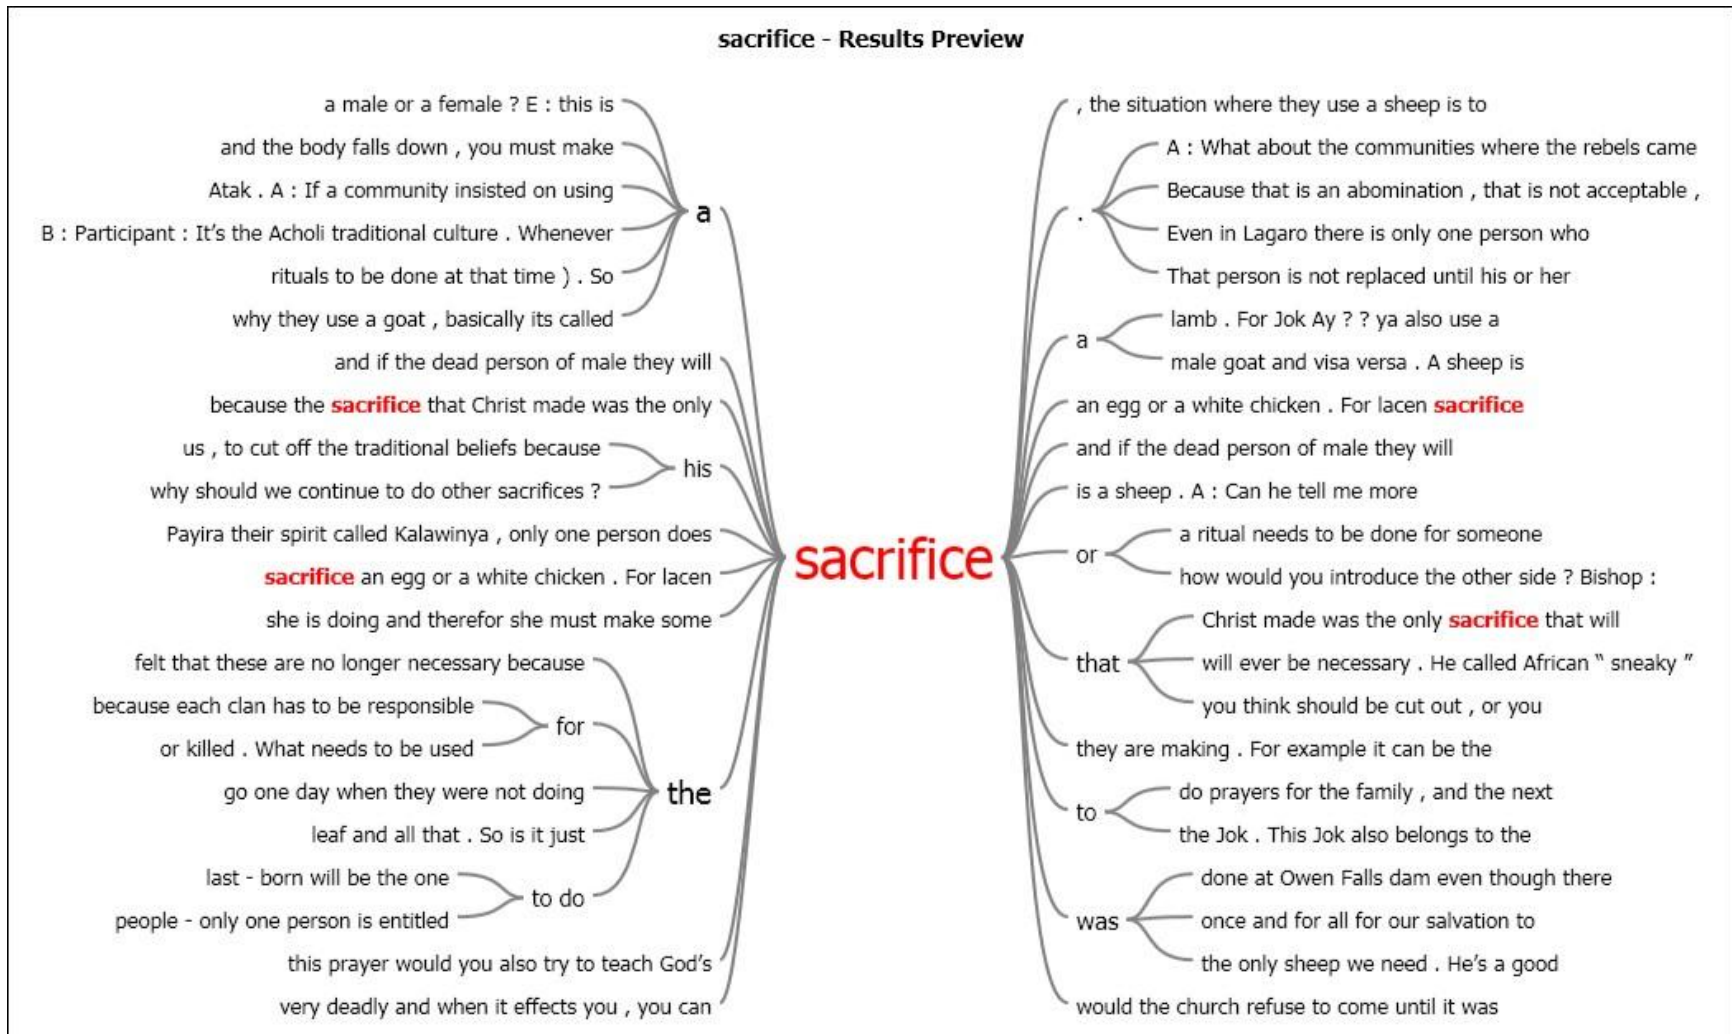 sacrifice - Results Preview
a male or a female ? E : this is
and the body falls down , you must make
Atak . A : If a community insisted on using
B : Participant : It's the Acholi traditional culture . Whenever
rituals to be done at that time ) . So
why they use a goat , basically its called
a
and if the dead person of male they will
because the sacrifice that Christ made was the only
us , to cut off the traditional beliefs because
why should we continue to do other sacrifices ?
his
Payira their spirit called Kalawinya , only one person does
sacrifice an egg or a white chicken . For lacen
she is doing and therefor she must make some
felt that these are no longer necessary because
because each clan has to be responsible
or killed . What needs to be used
for
go one day when they were not doing
leaf and all that . So is it just
last - born will be the one
people - only one person is entitled
to do
the
this prayer would you also try to teach God's
very deadly and when it effects you , you can
sacrifice
, the situation where they use a sheep is to
.
A : What about the communities where the rebels came
Because that is an abomination , that is not acceptable ,
Even in Lagaro there is only one person who
That person is not replaced until his or her
a
lamb . For Jok Ay ? ? ya also use a
male goat and visa versa . A sheep is
an egg or a white chicken . For lacen sacrifice
and if the dead person of male they will
is a sheep . A : Can he tell me more
or
a ritual needs to be done for someone
how would you introduce the other side ? Bishop :
that
Christ made was the only sacrifice that will
will ever be necessary . He called African " sneaky "
you think should be cut out , or you
they are making . For example it can be the
to
do prayers for the family , and the next
the Jok . This Jok also belongs to the
was
done at Owen Falls dam even though there
once and for all for our salvation to
the only sheep we need . He's a good
would the church refuse to come until it was